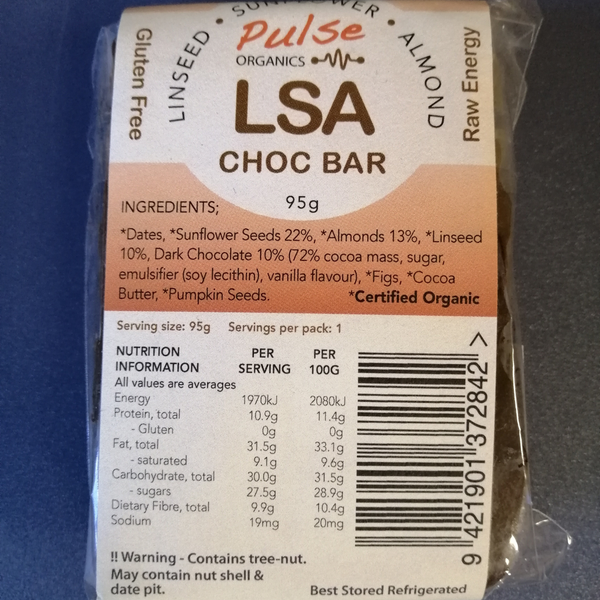 LINSEED • SUNFLOWER • ALMOND
Pulse
ORGANICS
Gluten Free
Raw Energy
LSA
CHOC BAR
95g
INGREDIENTS;
*Dates, *Sunflower Seeds 22%, *Almonds 13%, *Linseed
10%, Dark Chocolate 10% (72% cocoa mass, sugar,
emulsifier (soy lecithin), vanilla flavour), *Figs, *Cocoa
Butter, *Pumpkin Seeds. *Certified Organic
Serving size: 95g Servings per pack: 1
NUTRITION PER PER
INFORMATION SERVING 100G
All values are averages
Energy 1970kJ 2080kJ
Protein, total 10.9g 11.4g
- Gluten 0g 0g
Fat, total 31.5g 33.1g
- saturated 9.1g 9.6g
Carbohydrate, total 30.0g 31.5g
- sugars 27.5g 28.9g
Dietary Fibre, total 9.9g 10.4g
Sodium 19mg 20mg
9 421901 372842 >
!! Warning - Contains tree-nut.
May contain nut shell &
date pit.
Best Stored Refrigerated